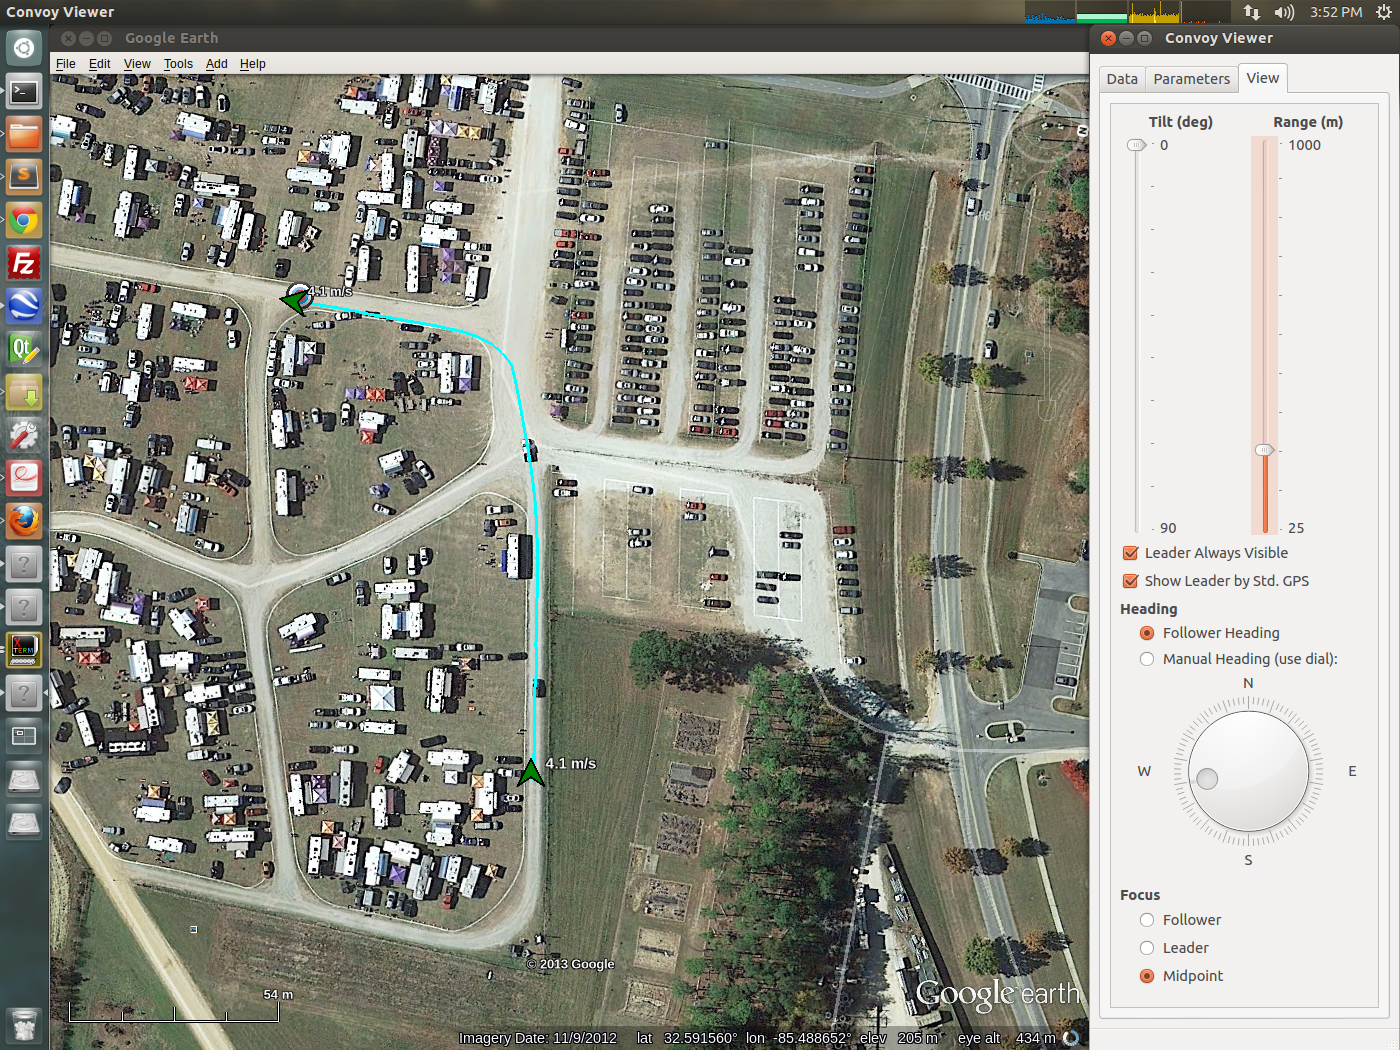 Convoy Viewer
3:52 PM
Google Earth
File Edit View Tools Add Help
4.1 m/s
4.1 m/s
© 2013 Google
54 m
Google earth
Imagery Date: 11/9/2012 lat 32.591560° lon -85.488652° elev 205 m eye alt 434 m
N
Convoy Viewer
Data Parameters View
Tilt (deg) Range (m)
0 1000
90 25
Leader Always Visible
Show Leader by Std. GPS
Heading
Follower Heading
Manual Heading (use dial):
N
W E
S
Focus
Follower
Leader
Midpoint
Fz
Qt
X
TERM
S
? 
?
?